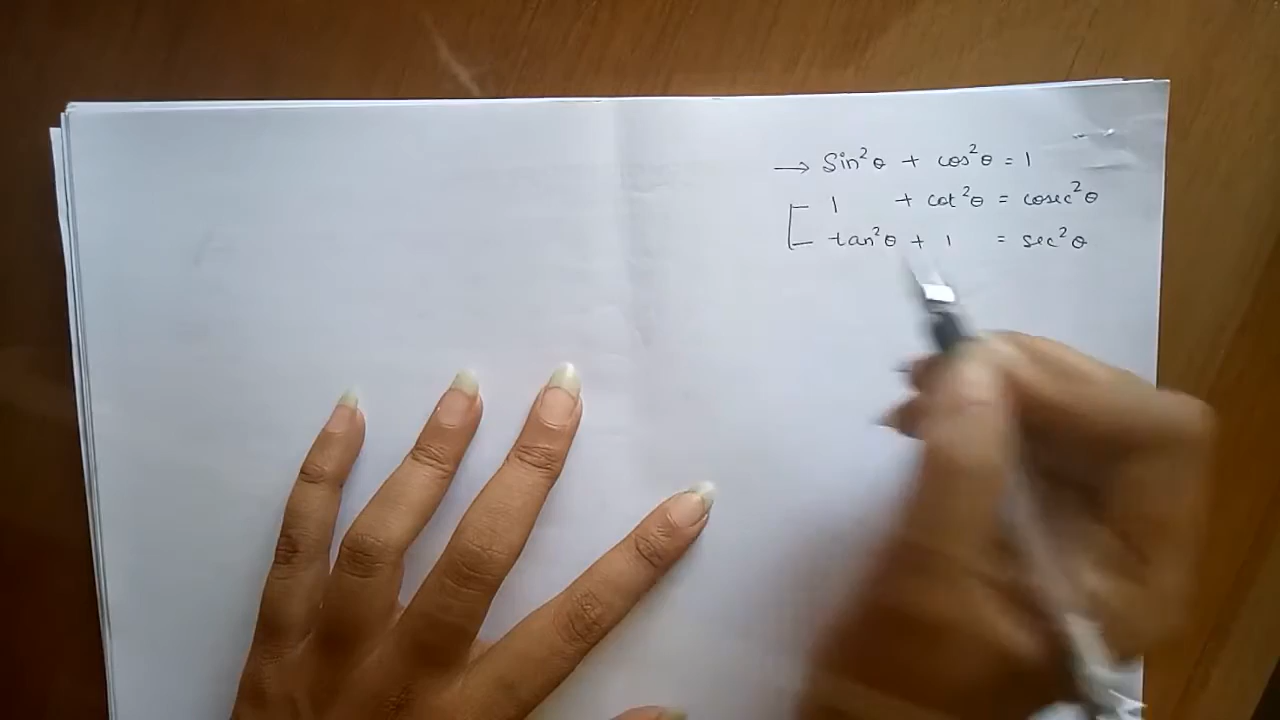 → Sin²θ + cos²θ = 1
1 + cot²θ = cosec²θ
tan²θ + 1 = sec²θ